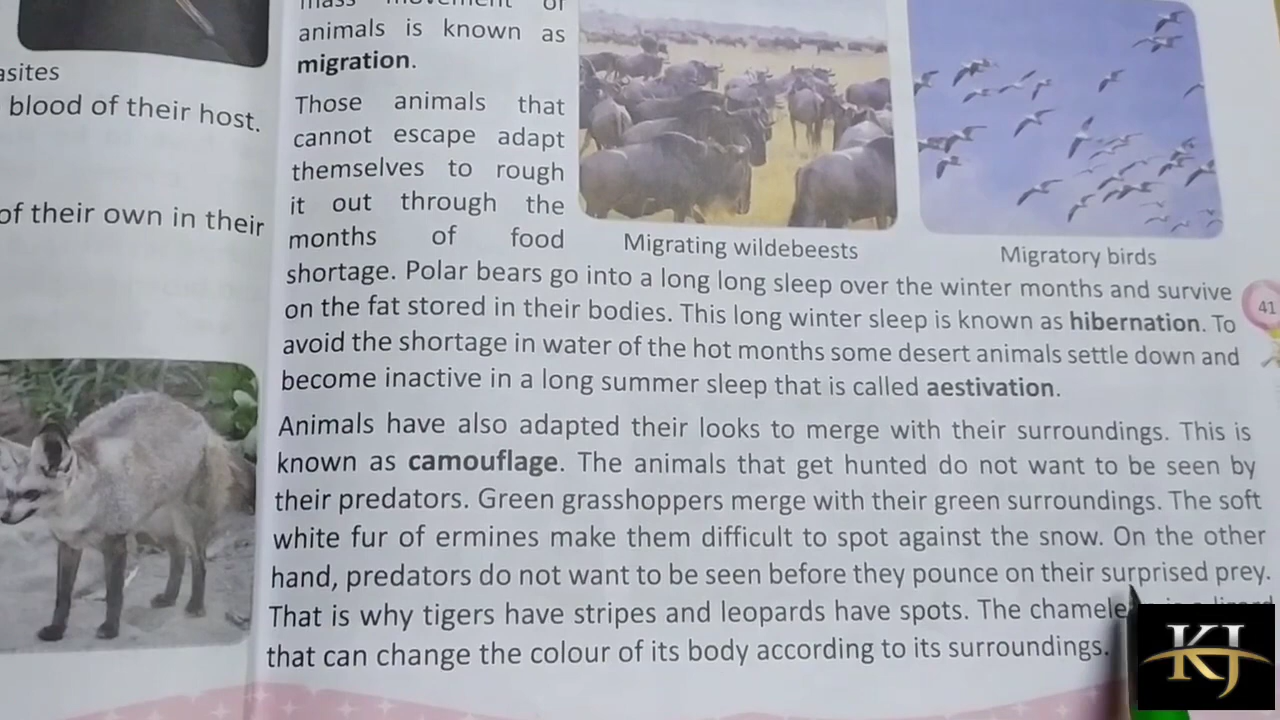 asites
blood of their host.
of their own in their
mass movement of
animals is known as
migration.
Those animals that
cannot escape adapt
themselves to rough
it out through the
months of food
shortage. Polar bears go into a long long sleep over the winter months and survive
on the fat stored in their bodies. This long winter sleep is known as hibernation. To
avoid the shortage in water of the hot months some desert animals settle down and
become inactive in a long summer sleep that is called aestivation.
Migrating wildebeests
Migratory birds
41
Animals have also adapted their looks to merge with their surroundings. This is
known as camouflage. The animals that get hunted do not want to be seen by
their predators. Green grasshoppers merge with their green surroundings. The soft
white fur of ermines make them difficult to spot against the snow. On the other
hand, predators do not want to be seen before they pounce on their surprised prey.
That is why tigers have stripes and leopards have spots. The chamele
that can change the colour of its body according to its surroundings.
KJ